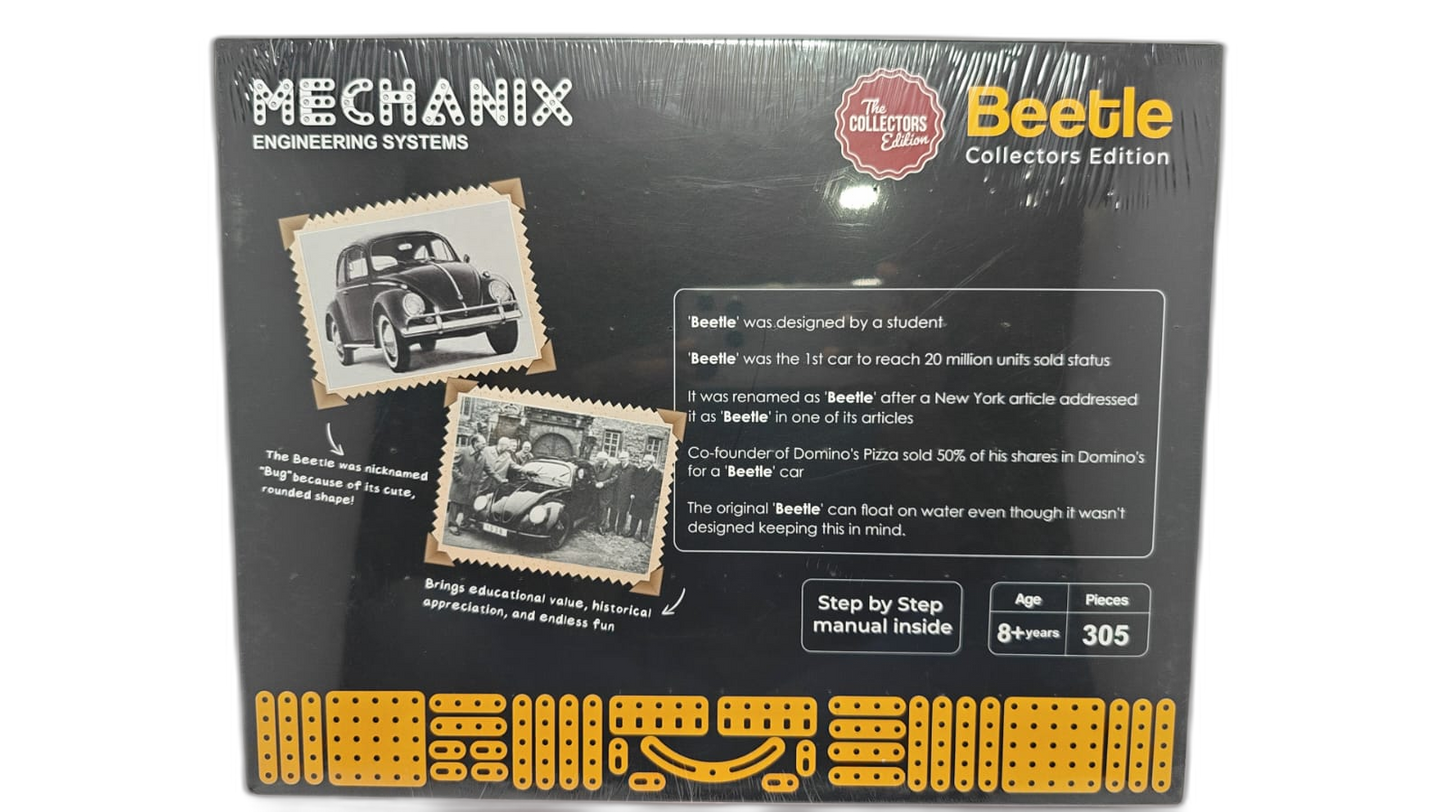 MECHANIX
ENGINEERING SYSTEMS
The
COLLECTORS
Edition
Beetle
Collectors Edition
'Beetle' was designed by a student
'Beetle' was the 1st car to reach 20 million units sold status
It was renamed as 'Beetle' after a New York article addressed
it as 'Beetle' in one of its articles
Co-founder of Domino's Pizza sold 50% of his shares in Domino's
for a 'Beetle' car
The original 'Beetle' can float on water even though it wasn't
designed keeping this in mind.
The Beetle was nicknamed
"Bug"because of its cute,
rounded shape!
Brings educational value, historical
appreciation, and endless fun
Step by Step
manual inside
Age
Pieces
8+years
305